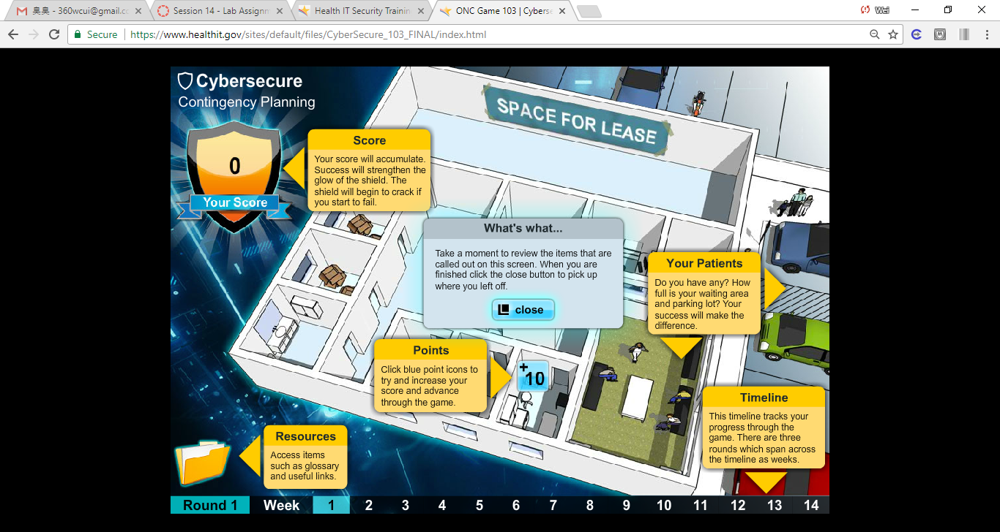 臭臭 - 360wcui@gmail.cc
Session 14 - Lab Assignm
Health IT Security Trainin
ONC Game 103 | Cyberse
Wei
Secure
https://www.healthit.gov/sites/default/files/CyberSecure_103_FINAL/index.html
Cybersecure
Contingency Planning
SPACE FOR LEASE
0
Your Score
Score
Your score will accumulate.
Success will strengthen the
glow of the shield. The
shield will begin to crack if
you start to fail.
What's what...
Take a moment to review the items that are
called out on this screen. When you are
finished click the close button to pick up
where you left off.
close
Your Patients
Do you have any? How
full is your waiting area
and parking lot? Your
success will make the
difference.
Points
Click blue point icons to
try and increase your
score and advance
through the game.
+10
Timeline
This timeline tracks your
progress through the
game. There are three
rounds which span across
the timeline as weeks.
Resources
Access items
such as glossary
and useful links.
Round 1 Week 1 2 3 4 5 6 7 8 9 10 11 12 13 14